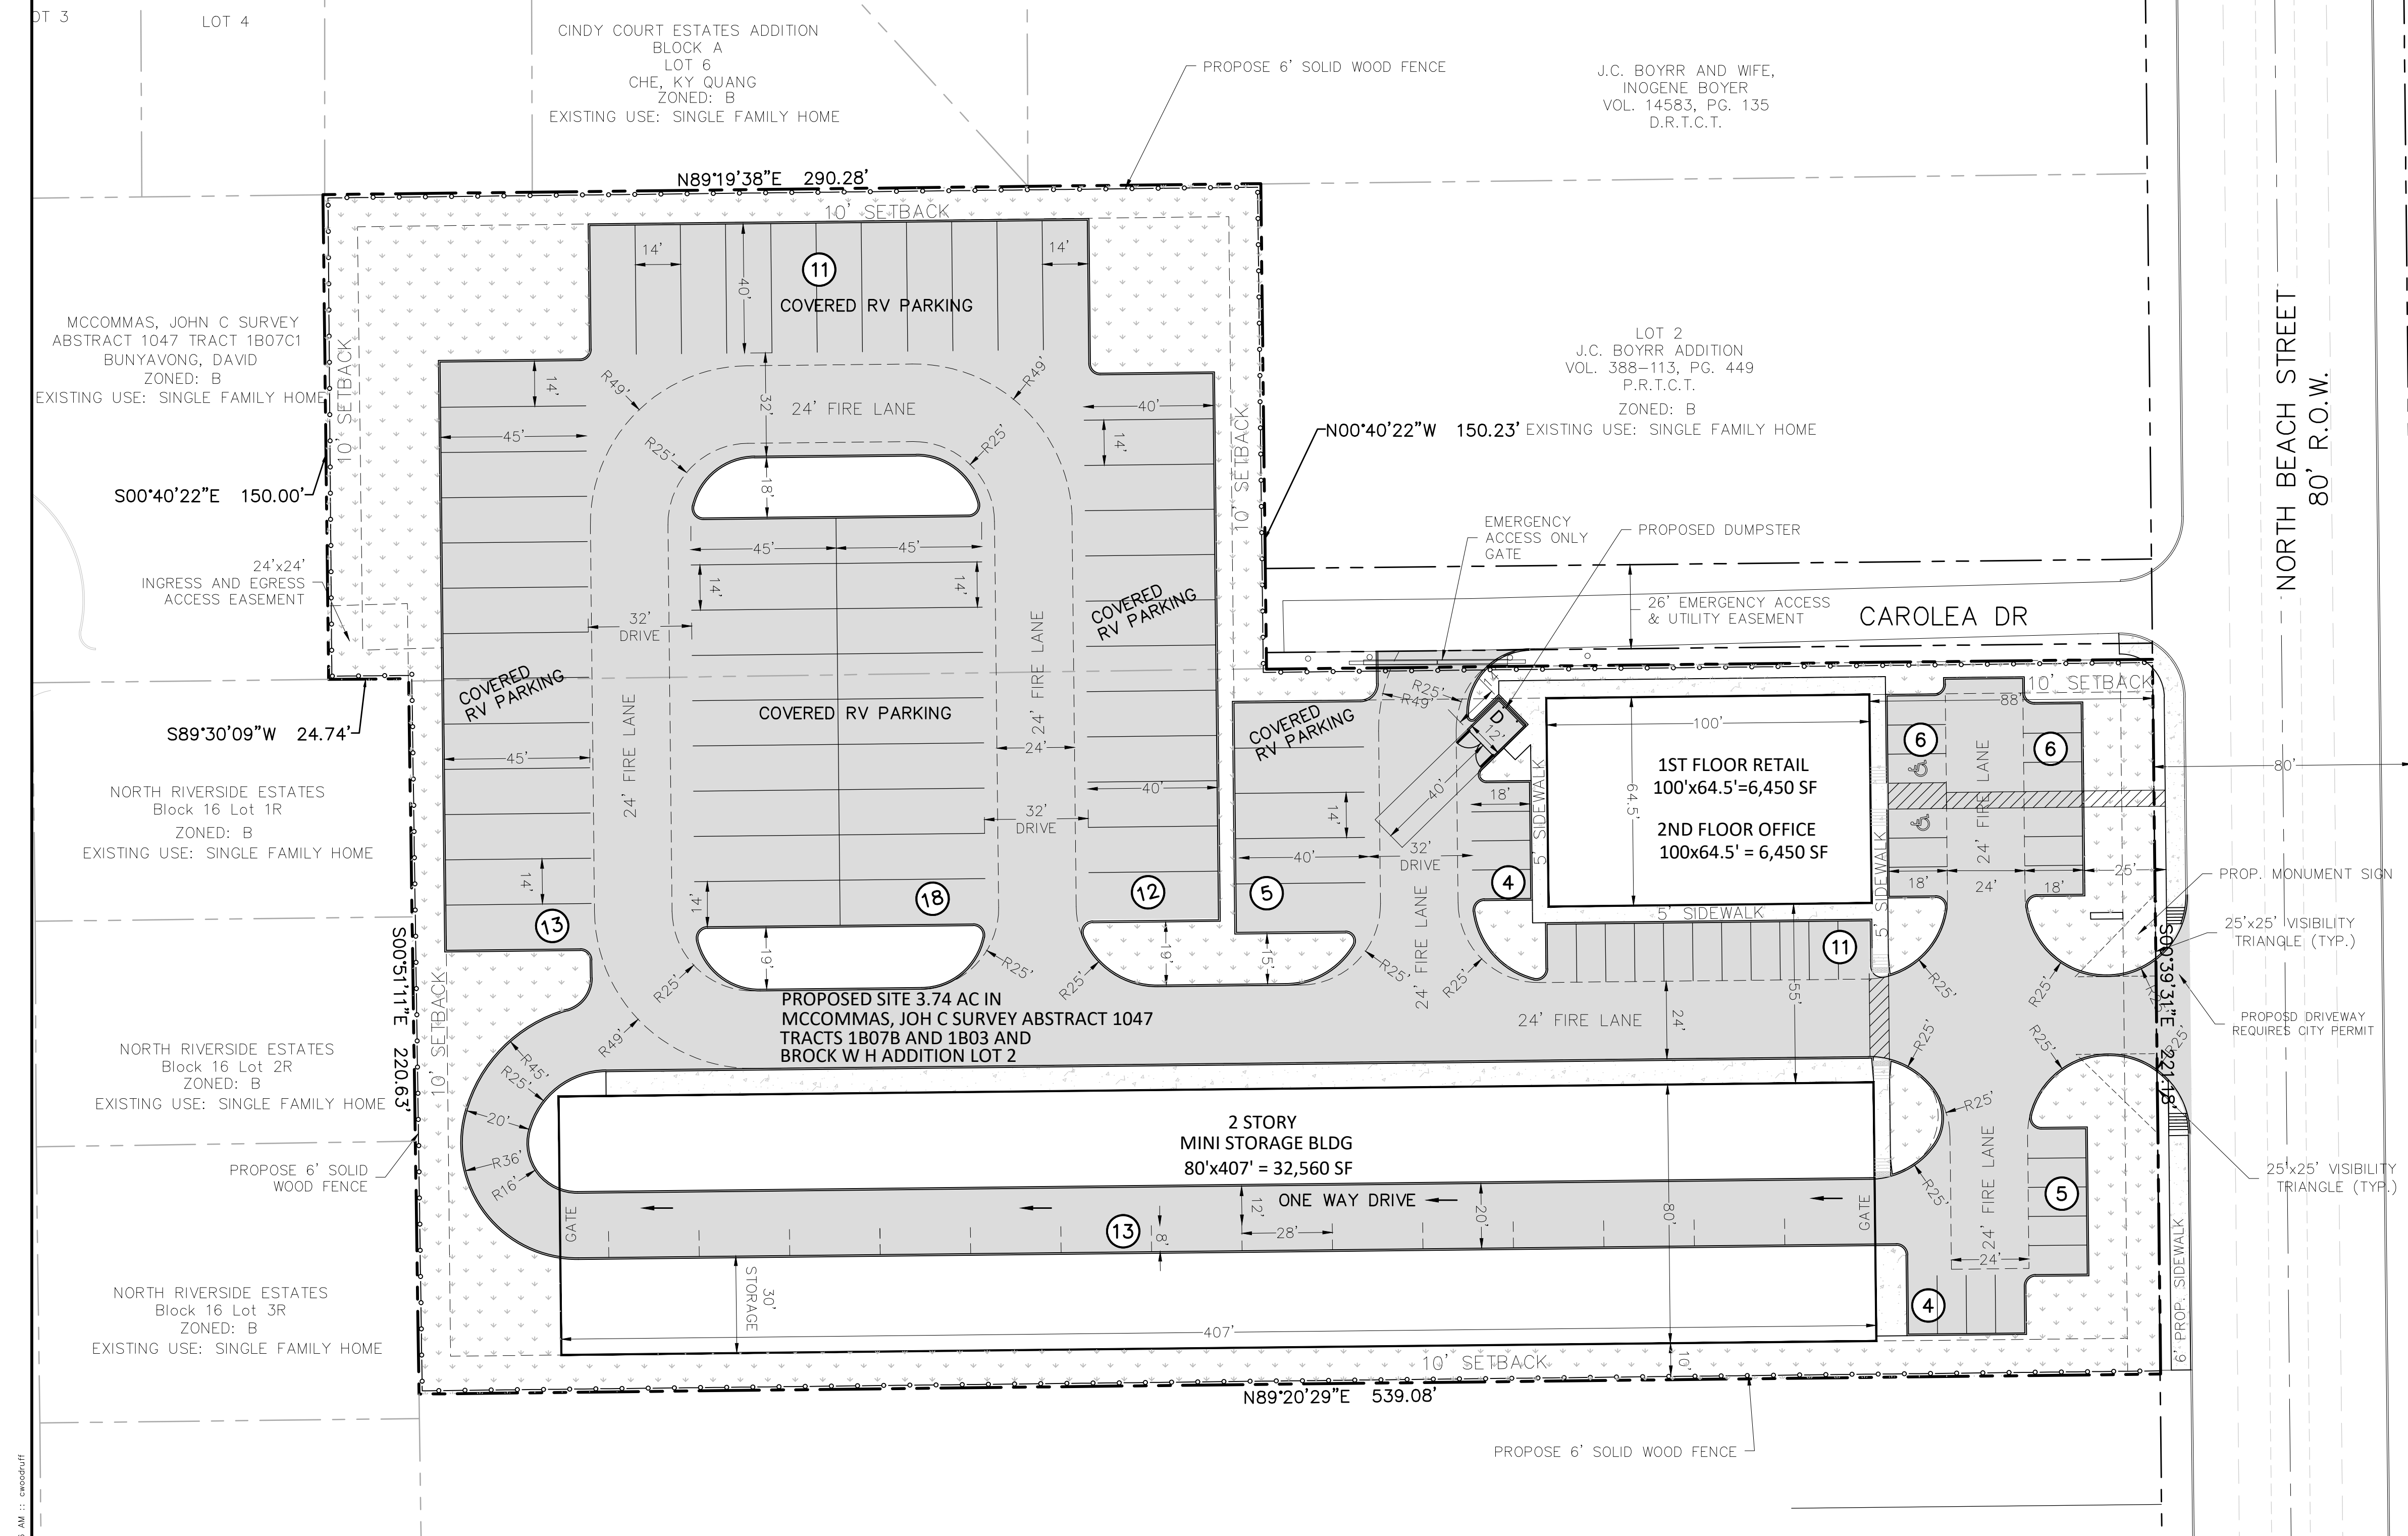 OT 3
LOT 4
CINDY COURT ESTATES ADDITION
BLOCK A
LOT 6
CHE, KY QUANG
ZONED: B
EXISTING USE: SINGLE FAMILY HOME
PROPOSE 6' SOLID WOOD FENCE
J.C. BOYRR AND WIFE,
INOGENE BOYER
VOL. 14583, PG. 135
D.R.T.C.T.
N89°19'38"E 290.28'
10' SETBACK
14'
14'
40'
11
COVERED RV PARKING
MCCOMMAS, JOHN C SURVEY
ABSTRACT 1047 TRACT 1B07C1
BUNYAVONG, DAVID
ZONED: B
EXISTING USE: SINGLE FAMILY HOME
10' SETBACK
LOT 2
J.C. BOYRR ADDITION
VOL. 388-113, PG. 449
P.R.T.C.T.
ZONED: B
EXISTING USE: SINGLE FAMILY HOME
N00°40'22"W 150.23'
NORTH BEACH STREET
80' R.O.W.
14'
R49'
R49'
32'
24' FIRE LANE
40'
14'
45'
R25'
R25'
18'
10' SETBACK
S00°40'22"E 150.00'
45'
45'
14'
14'
EMERGENCY
ACCESS ONLY
GATE
PROPOSED DUMPSTER
24'x24'
INGRESS AND EGRESS
ACCESS EASEMENT
32'
DRIVE
24' FIRE LANE
COVERED
RV PARKING
26' EMERGENCY ACCESS
& UTILITY EASEMENT
CAROLEA DR
COVERED
RV PARKING
24' FIRE LANE
COVERED RV PARKING
S89°30'09"W 24.74'
45'
24'
40'
COVERED
RV PARKING
R25'
R49'
D
12'
40'
10' SETBACK
88'
100'
64.5'
1ST FLOOR RETAIL
100'x64.5'=6,450 SF
2ND FLOOR OFFICE
100x64.5' = 6,450 SF
6
6
80'
24' FIRE LANE
5' SIDEWALK
5' SIDEWALK
5' SIDEWALK
5'
NORTH RIVERSIDE ESTATES
Block 16 Lot 1R
ZONED: B
EXISTING USE: SINGLE FAMILY HOME
32'
DRIVE
14'
40'
32'
DRIVE
18'
4
5
24' FIRE LANE
18'
24'
18'
25'
PROP. MONUMENT SIGN
25'x25' VISIBILITY
TRIANGLE (TYP.)
14'
13
14'
18
12
11
19'
19'
15'
R25'
R25'
R25'
R25'
R25'
R25'
R25'
55'
S00°39'31"E 221.18'
PROPOSD DRIVEWAY
REQUIRES CITY PERMIT
S00°51'11"E 220.63'
10' SETBACK
PROPOSED SITE 3.74 AC IN
MCCOMMAS, JOH C SURVEY ABSTRACT 1047
TRACTS 1B07B AND 1B03 AND
BROCK W H ADDITION LOT 2
24' FIRE LANE
24'
R49'
R25'
R25'
R25'
NORTH RIVERSIDE ESTATES
Block 16 Lot 2R
ZONED: B
EXISTING USE: SINGLE FAMILY HOME
R45'
R25'
20'
R36'
R16'
2 STORY
MINI STORAGE BLDG
80'x407' = 32,560 SF
R25'
R25'
24' FIRE LANE
24'
5
25'x25' VISIBILITY
TRIANGLE (TYP.)
PROPOSE 6' SOLID
WOOD FENCE
GATE
ONE WAY DRIVE
12'
28'
13
8'
20'
80'
GATE
30'
STORAGE
NORTH RIVERSIDE ESTATES
Block 16 Lot 3R
ZONED: B
EXISTING USE: SINGLE FAMILY HOME
4
6' PROP. SIDEWALK
407'
10' SETBACK
10'
N89°20'29"E 539.08'
PROPOSE 6' SOLID WOOD FENCE
AM :: cwoodruff